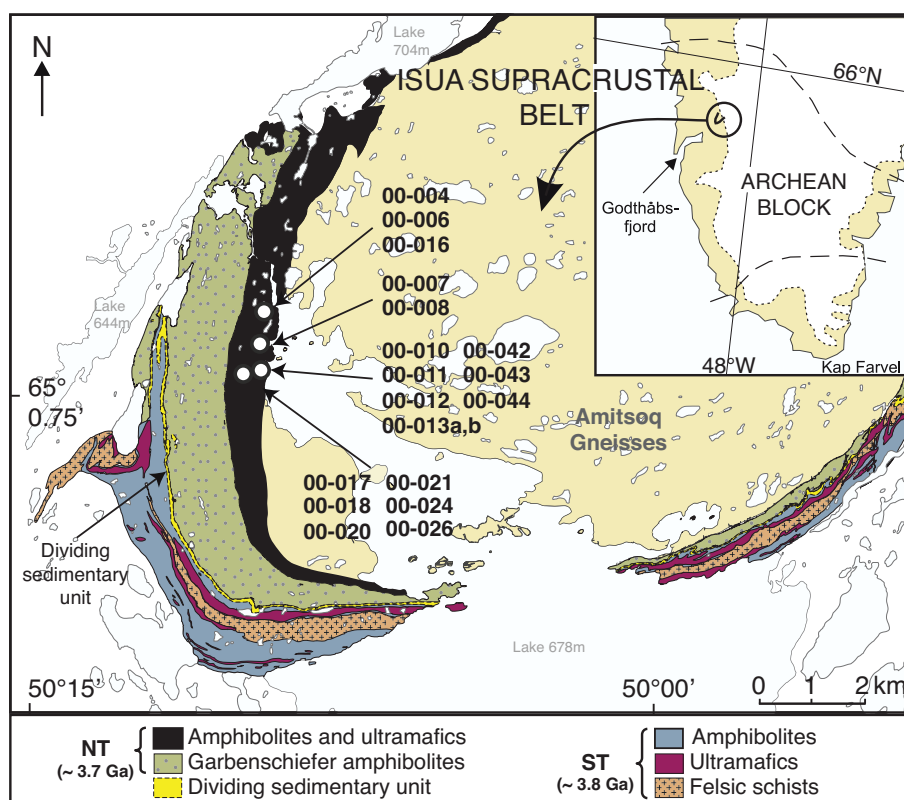 N
Lake
704m
ISUA SUPRACRUSTAL
BELT
66°N
ARCHEAN
BLOCK
Godthåbs-
fjord
48°W
Kap Farvel
00-004
00-006
00-016
00-007
00-008
00-010 00-042
00-011 00-043
00-012 00-044
00-013a,b
Lake
644m
65°
0.75'
Amitsoq
Gneisses
00-017 00-021
00-018 00-024
00-020 00-026
Dividing
sedimentary
unit
Lake 678m
50°15'
50°00'
0 1 2 km
NT
(~ 3.7 Ga)
Amphibolites and ultramafics
Garbenschiefer amphibolites
Dividing sedimentary unit
ST
(~ 3.8 Ga)
Amphibolites
Ultramafics
Felsic schists